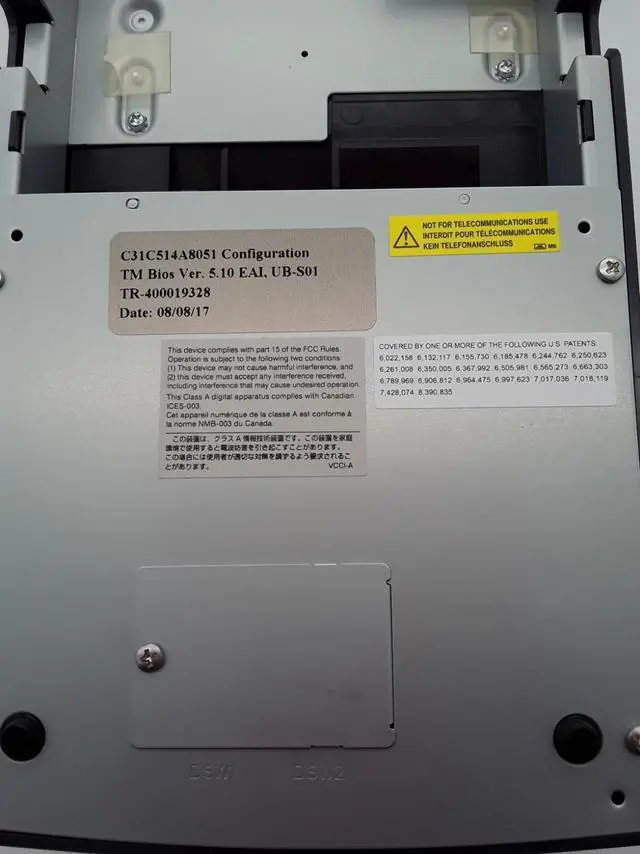 C31C514A8051 Configuration
TM Bios Ver. 5.10 EAI, UB-S01
TR-400019328
Date: 08/08/17
NOT FOR TELECOMMUNICATIONS USE
INTERDIT POUR TÉLÉCOMMUNICATIONS
KEIN TELEFONANSCHLUSS
This device complies with part 15 of the FCC Rules.
Operation is subject to the following two conditions:
(1) This device may not cause harmful interference, and
(2) this device must accept any interference received,
including interference that may cause undesired operation.
This Class A digital apparatus complies with Canadian
ICES-003.
Cet appareil numérique de la classe A est conforme à
la norme NMB-003 du Canada.
この装置は、クラスA情報技術装置です。この装置を家庭
環境で使用すると電波妨害を引き起こすことがあります。
この場合には使用者が適切な対策を講ずるよう要求されるこ
とがあります。 VCCI-A
COVERED BY ONE OR MORE OF THE FOLLOWING U.S. PATENTS:
6,022,158 6,132,117 6,155,730 6,185,478 6,244,762 6,250,623
6,261,008 6,350,005 6,367,992 6,505,981 6,565,273 6,663,303
6,789,969 6,906,812 6,964,475 6,997,623 7,017,036 7,018,119
7,428,074 8,390,835
DSW1 DSW2